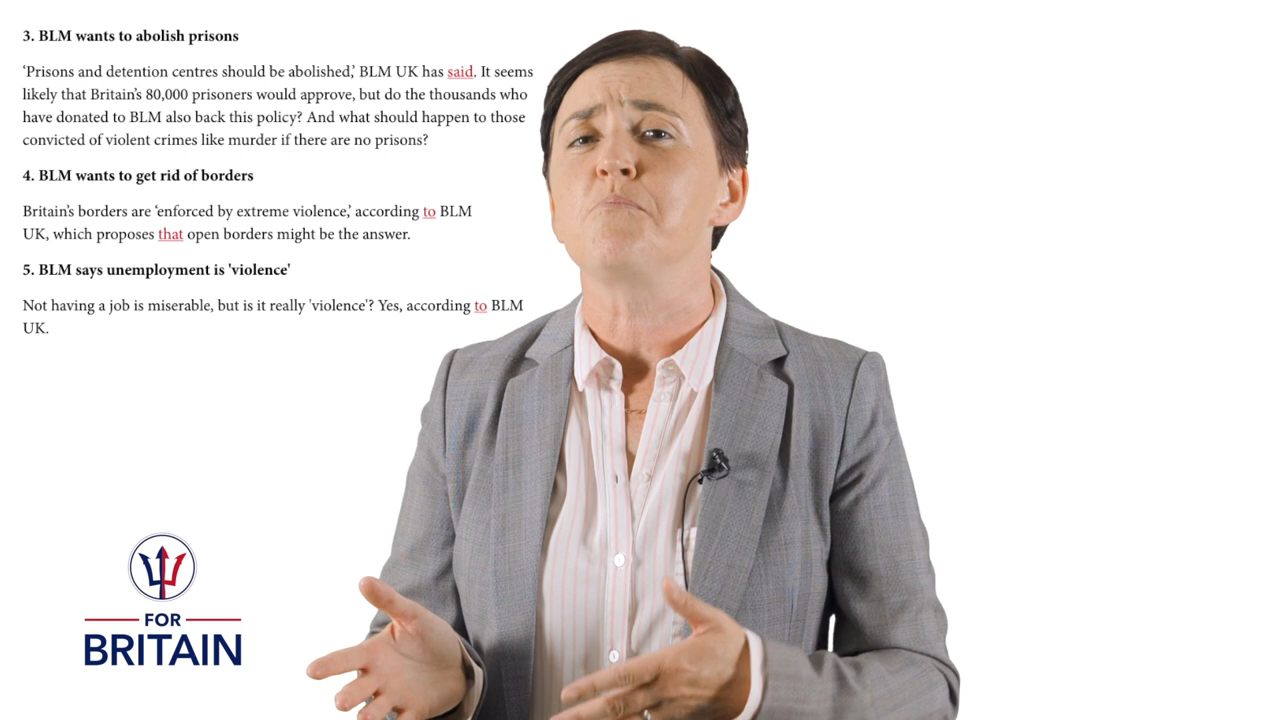 3. BLM wants to abolish prisons
‘Prisons and detention centres should be abolished,’ BLM UK has said. It seems
likely that Britain’s 80,000 prisoners would approve, but do the thousands who
have donated to BLM also back this policy? And what should happen to those
convicted of violent crimes like murder if there are no prisons?
4. BLM wants to get rid of borders
Britain’s borders are ‘enforced by extreme violence,’ according to BLM
UK, which proposes that open borders might be the answer.
5. BLM says unemployment is 'violence'
Not having a job is miserable, but is it really 'violence'? Yes, according to BLM
UK.
FOR
BRITAIN